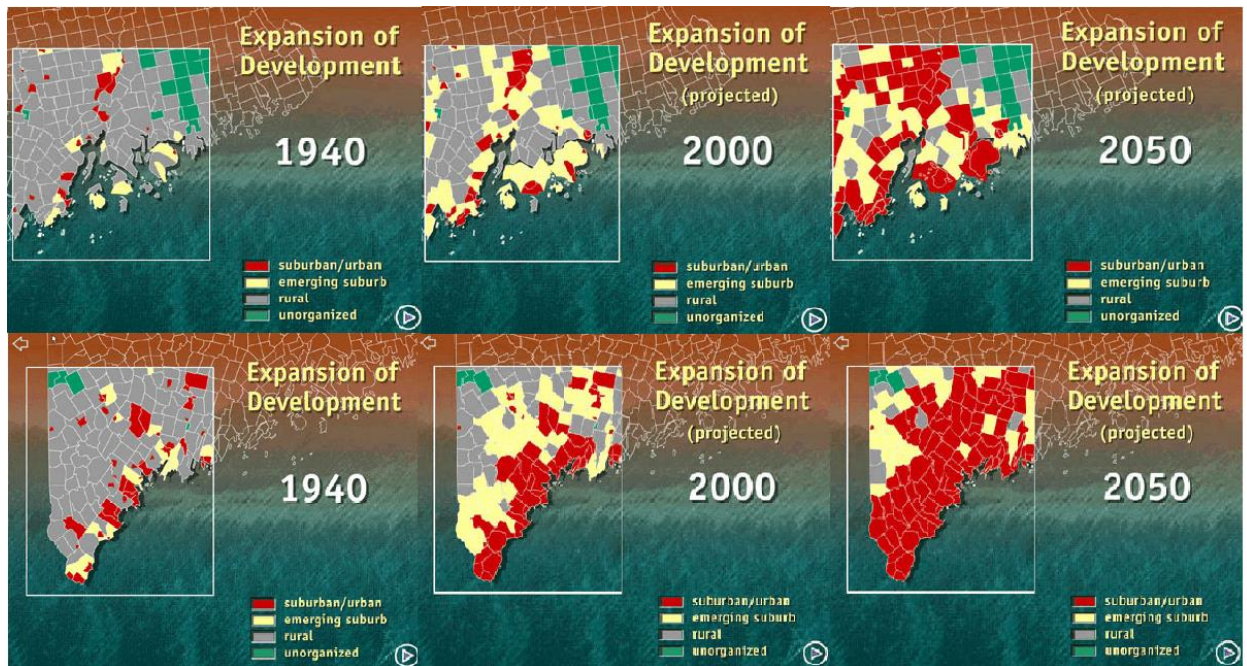 Expansion of
Development
1940
suburban/urban
emerging suburb
rural
unorganized
Expansion of
Development
(projected)
2000
suburban/urban
emerging suburb
rural
unorganized
Expansion of
Development
(projected)
2050
suburban/urban
emerging suburb
rural
unorganized
Expansion of
Development
1940
suburban/urban
emerging suburb
rural
unorganized
Expansion of
Development
(projected)
2000
suburban/urban
emerging suburb
rural
unorganized
Expansion of
Development
(projected)
2050
suburban/urban
emerging suburb
rural
unorganized